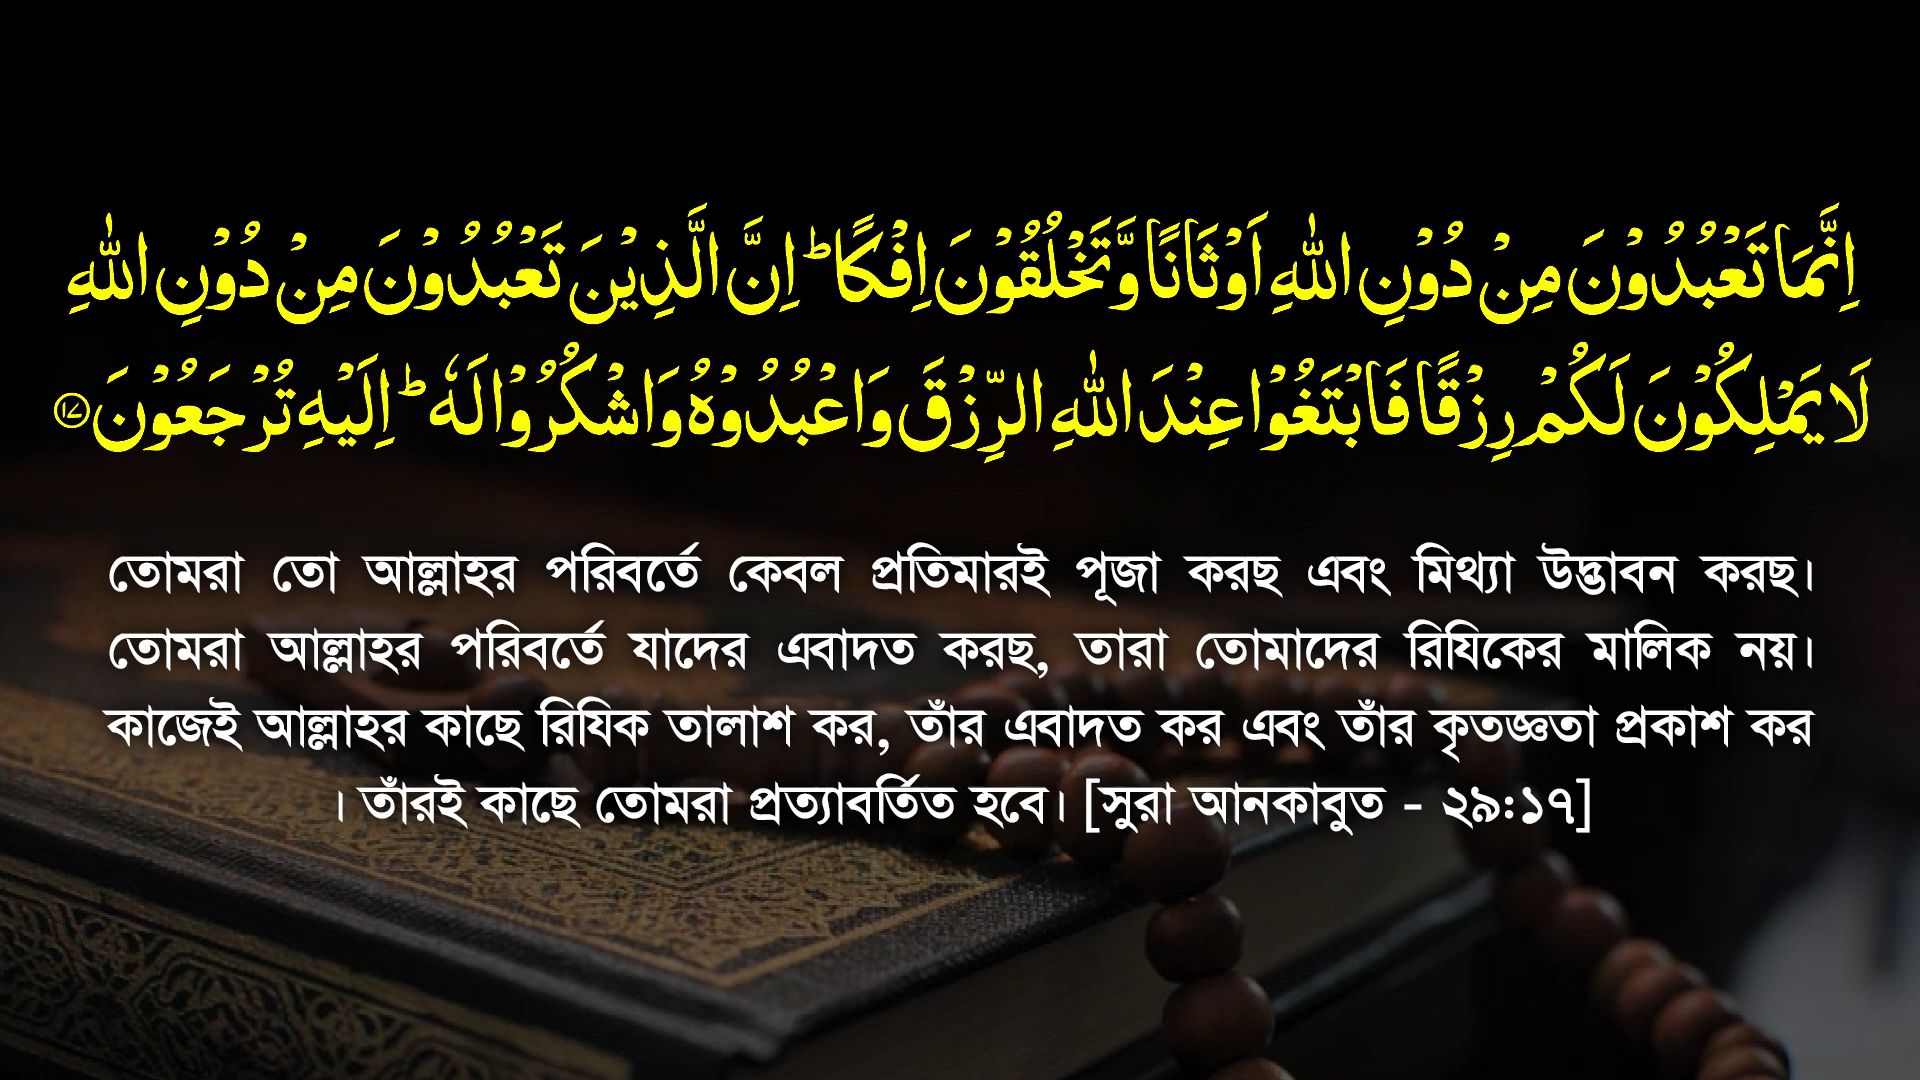 اِنَّمَا تَعۡبُدُوۡنَ مِنۡ دُوۡنِ اللّٰهِ اَوۡثَانًا وَّتَخۡلُقُوۡنَ اِفۡكًا ؕ اِنَّ الَّذِيۡنَ تَعۡبُدُوۡنَ مِنۡ دُوۡنِ اللّٰهِ
لَا يَمۡلِكُوۡنَ لَـكُمۡ رِزۡقًا فَابۡتَغُوۡا عِنۡدَ اللّٰهِ الرِّزۡقَ وَاعۡبُدُوۡهُ وَاشۡكُرُوۡا لَهٗ ؕ اِلَيۡهِ تُرۡجَعُوۡنَ ‏﴿۱۷﴾
তোমরা তো আল্লাহর পরিবর্তে কেবল প্রতিমারই পূজা করছ এবং মিথ্যা উদ্ভাবন করছ।
তোমরা আল্লাহর পরিবর্তে যাদের এবাদত করছ, তারা তোমাদের রিযিকের মালিক নয়।
কাজেই আল্লাহর কাছে রিযিক তালাশ কর, তাঁর এবাদত কর এবং তাঁর কৃতজ্ঞতা প্রকাশ কর
। তাঁরই কাছে তোমরা প্রত্যাবর্তিত হবে। [সুরা আনকাবুত - ২৯:১৭]